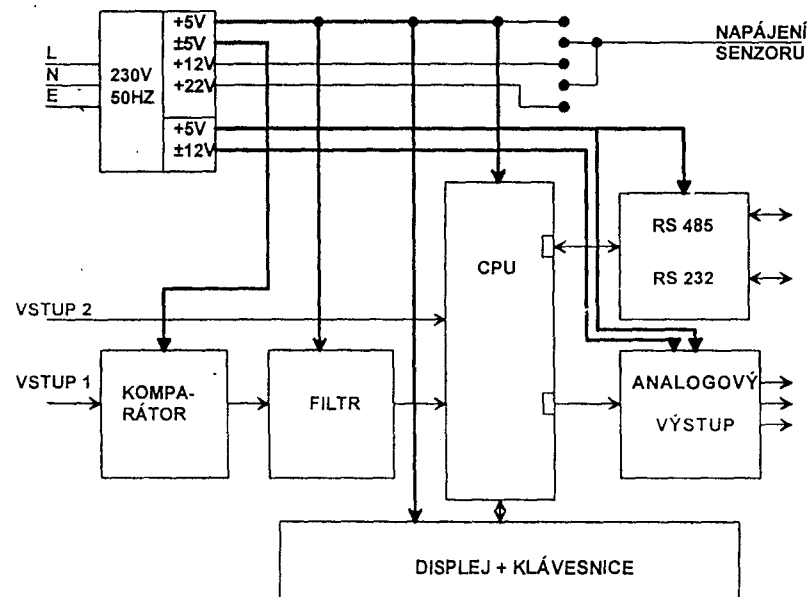 +5V
±5V
+12V
+22V
+5V
±12V
230V
50HZ
L
N
E
NAPÁJENÍ
SENZORU
VSTUP 2
VSTUP 1
KOMPA-
RÁTOR
FILTR
CPU
RS 485
RS 232
ANALOGOVÝ
VÝSTUP
DISPLEJ + KLÁVESNICE